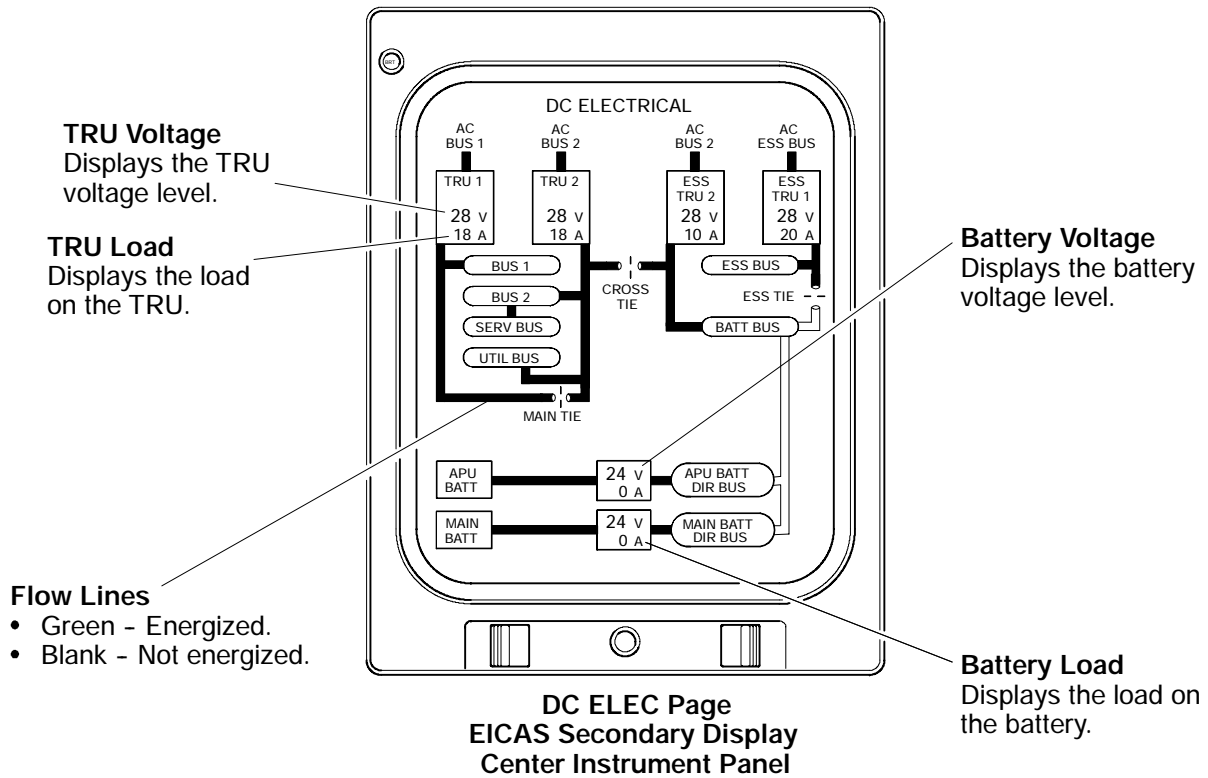 BRT
DC ELECTRICAL
AC
BUS 1
AC
BUS 2
AC
BUS 2
AC
ESS BUS
TRU 1
28 V
18 A
TRU 2
28 V
18 A
ESS
TRU 2
28 V
10 A
ESS
TRU 1
28 V
20 A
TRU Voltage
Displays the TRU
voltage level.
TRU Load
Displays the load
on the TRU.
BUS 1
BUS 2
SERV BUS
UTIL BUS
MAIN TIE
CROSS
TIE
ESS BUS
ESS TIE
BATT BUS
Battery Voltage
Displays the battery
voltage level.
APU
BATT
24 V
0 A
APU BATT
DIR BUS
MAIN
BATT
24 V
0 A
MAIN BATT
DIR BUS
Flow Lines
• Green - Energized.
• Blank - Not energized.
Battery Load
Displays the load on
the battery.
DC ELEC Page
EICAS Secondary Display
Center Instrument Panel